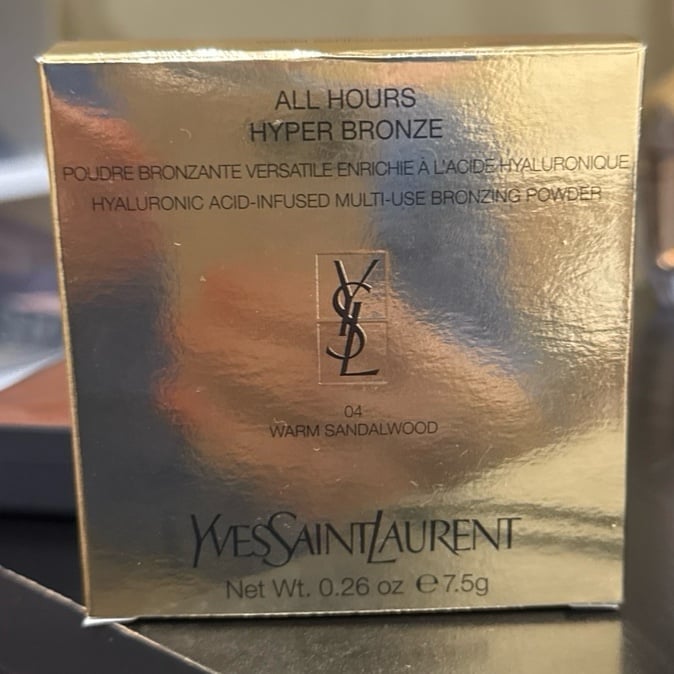 ALL HOURS
HYPER BRONZE
POUDRE BRONZANTE VERSATILE ENRICHIE À L'ACIDE HYALURONIQUE
HYALURONIC ACID-INFUSED MULTI-USE BRONZING POWDER
YSL
04
WARM SANDALWOOD
YVESSAINTLAURENT
Net Wt. 0.26 oz ℮ 7.5g